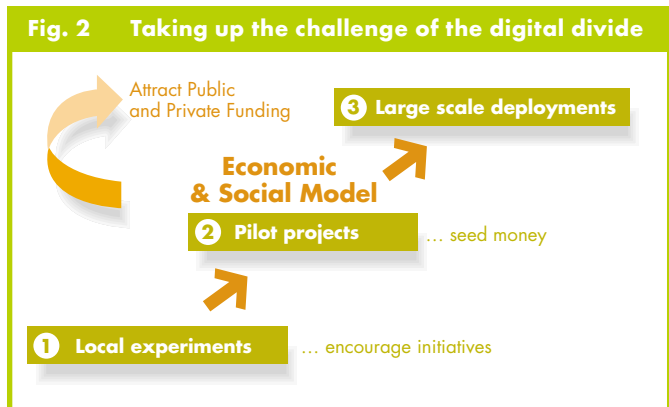 Fig. 2 Taking up the challenge of the digital divide
Attract Public
and Private Funding
3 Large scale deployments
Economic
& Social Model
2 Pilot projects … seed money
1 Local experiments … encourage initiatives